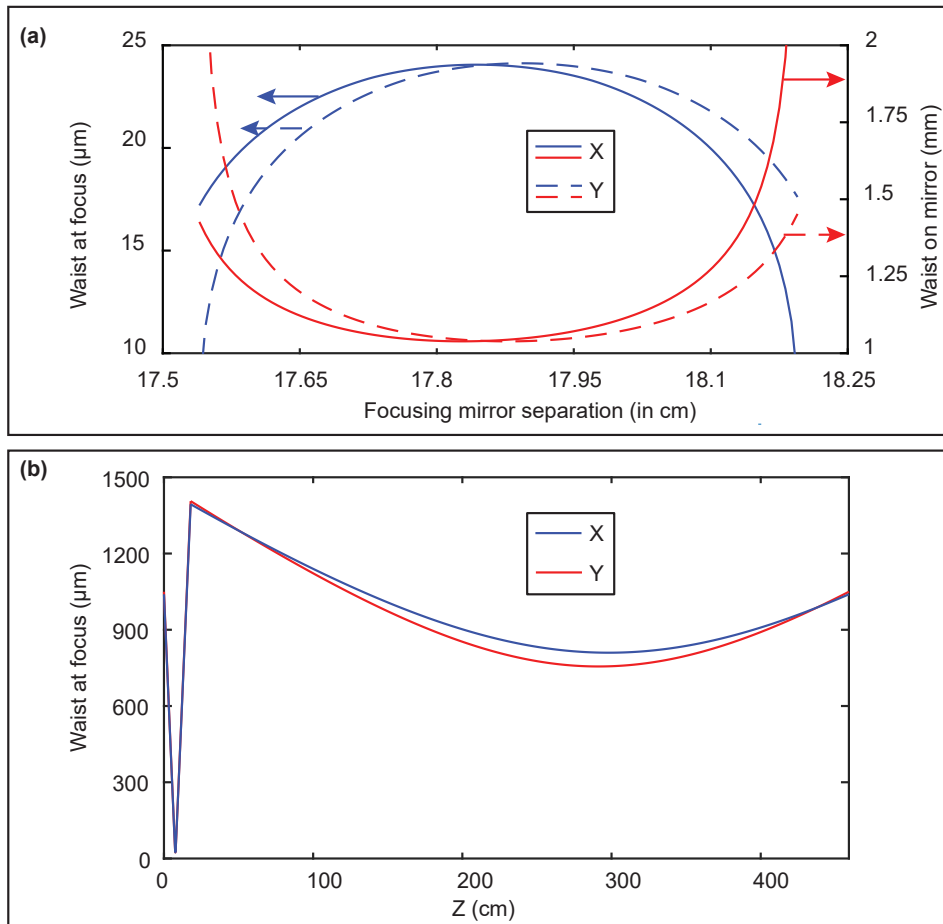 (a)
25
20
15
10
Waist at focus (µm)
2
1.75
1.5
1.25
1
Waist on mirror (mm)
X
Y
17.5 17.65 17.8 17.95 18.1 18.25
Focusing mirror separation (in cm)
(b)
1500
1200
900
600
300
0
Waist at focus (µm)
X
Y
0 100 200 300 400
Z (cm)